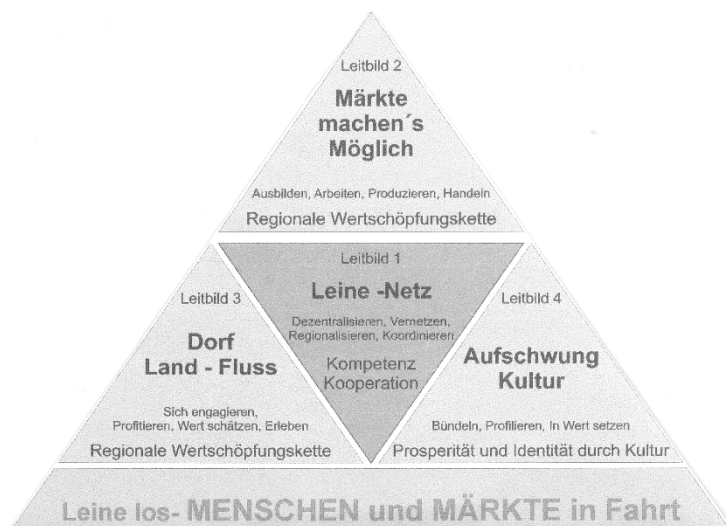 Leitbild 2
Märkte
machen´s
Möglich
Ausbilden, Arbeiten, Produzieren, Handeln
Regionale Wertschöpfungskette
Leitbild 1
Leine -Netz
Dezentralisieren, Vernetzen,
Regionalisieren, Koordinieren
Kompetenz
Kooperation
Leitbild 3
Dorf
Land - Fluss
Sich engagieren,
Profitieren, Wert schätzen, Erleben
Regionale Wertschöpfungskette
Leitbild 4
Aufschwung
Kultur
Bündeln, Profilieren, In Wert setzen
Prosperität und Identität durch Kultur
Leine los- MENSCHEN und MÄRKTE in Fahrt